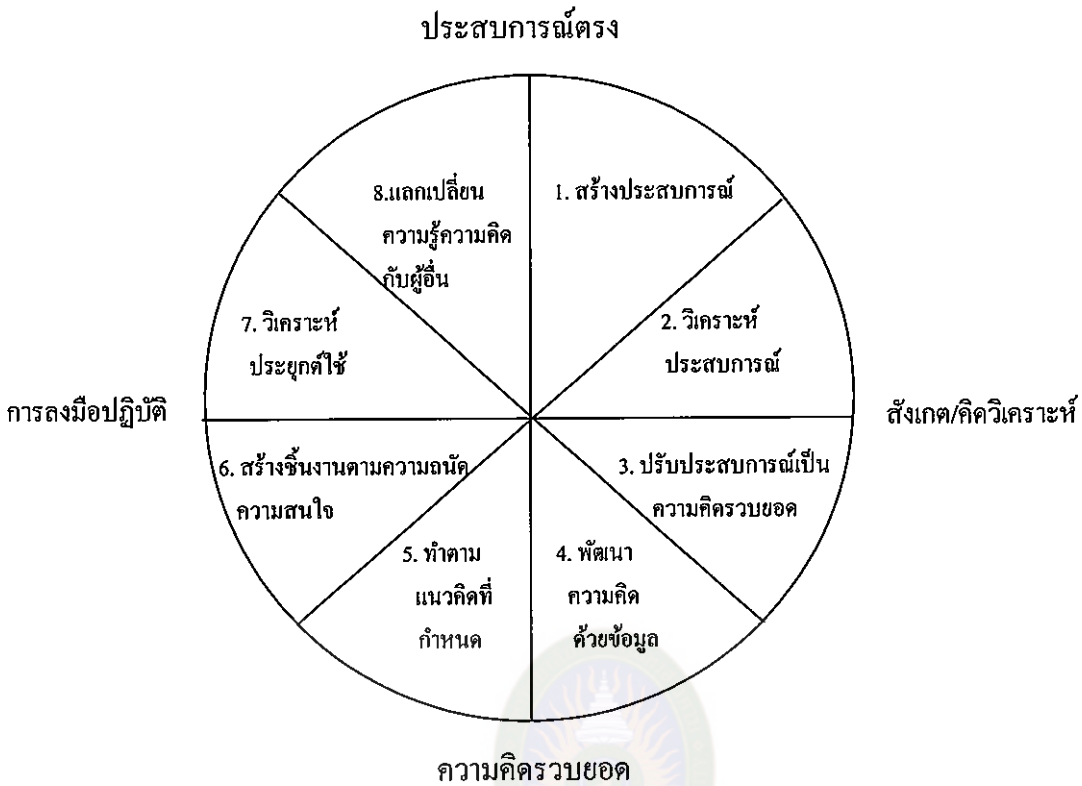 ประสบการณ์ตรง
8.แลกเปลี่ยน
ความรู้ความคิด
กับผู้อื่น
1. สร้างประสบการณ์
7. วิเคราะห์
ประยุกต์ใช้
2. วิเคราะห์
ประสบการณ์
การลงมือปฏิบัติ
สังเกต/คิดวิเคราะห์
6. สร้างชิ้นงานตามความถนัด
ความสนใจ
3. ปรับประสบการณ์เป็น
ความคิดรวบยอด
5. ทำตาม
แนวคิดที่
กำหนด
4. พัฒนา
ความคิด
ด้วยข้อมูล
ความคิดรวบยอด